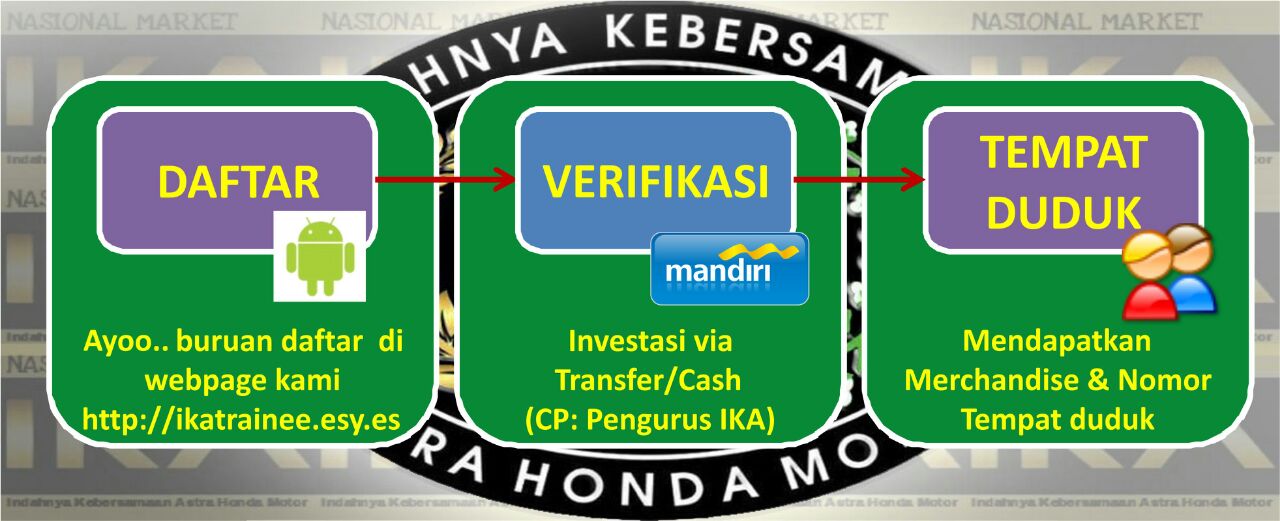 NASIONAL MARKET NASIONAL MARKET NASIONAL MARKET
HNYA KEBERSAM
DAFTAR
VERIFIKASI
TEMPAT
DUDUK
mandiri
Ayoo.. buruan daftar di
webpage kami
http://ikatrainee.esy.es
Investasi via
Transfer/Cash
(CP: Pengurus IKA)
Mendapatkan
Merchandise & Nomor
Tempat duduk
RA HONDA MO
Indahnya Kebersamaan Astra Honda Motor Indahnya Kebersamaan Astra Honda Motor Indahnya Kebersamaan Astra Honda Motor